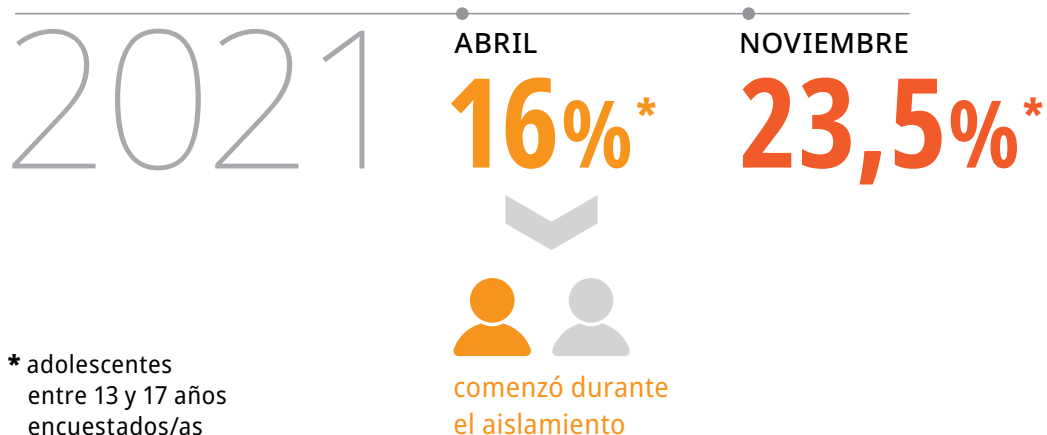 2021
ABRIL
16%*
NOVIEMBRE
23,5%*
comenzó durante
el aislamiento
* adolescentes
entre 13 y 17 años
encuestados/as